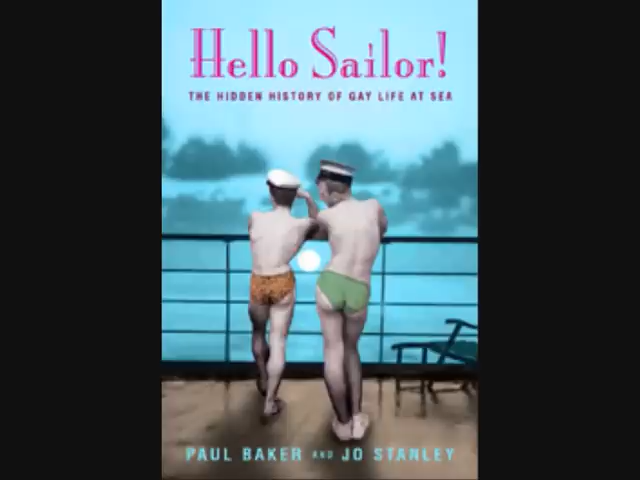 Hello Sailor!
THE HIDDEN HISTORY OF GAY LIFE AT SEA
PAUL BAKER AND JO STANLEY